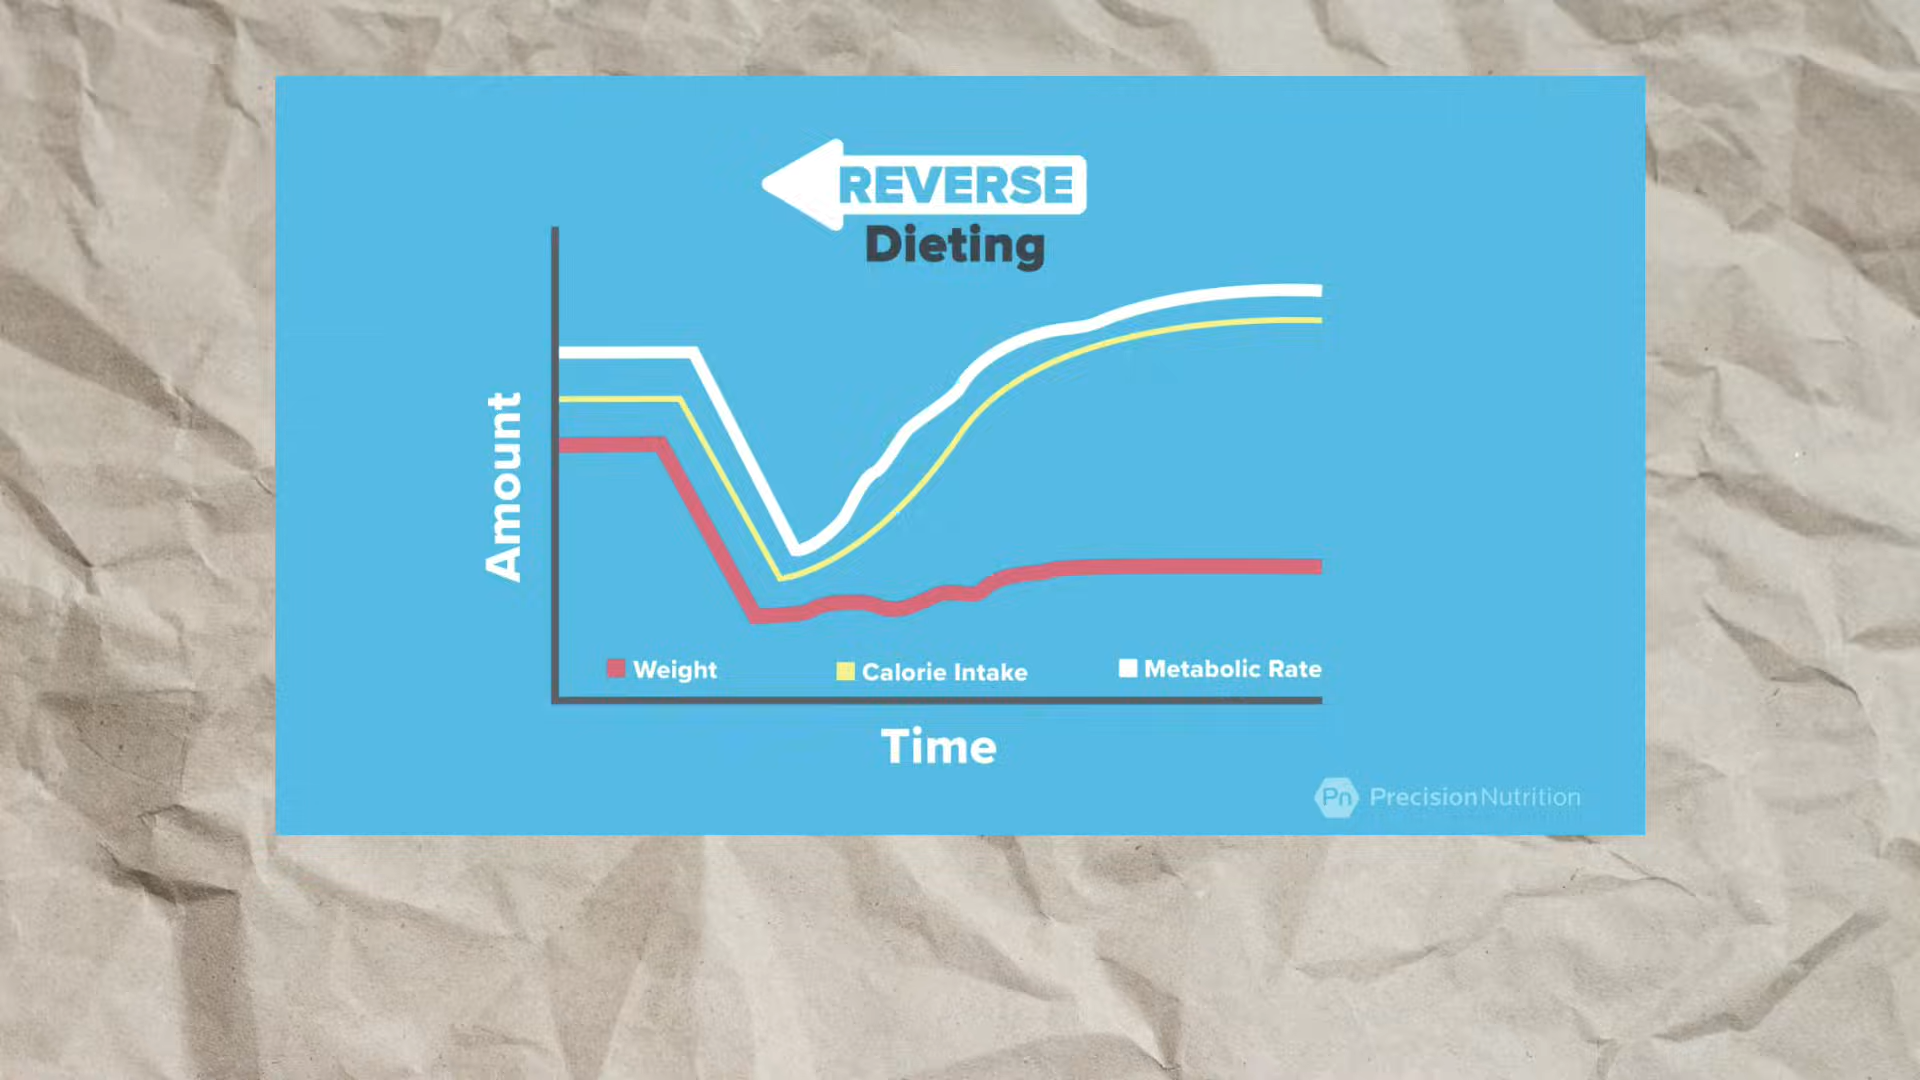 REVERSE
Dieting
Amount
Weight
Calorie Intake
Metabolic Rate
Time
Pn PrecisionNutrition